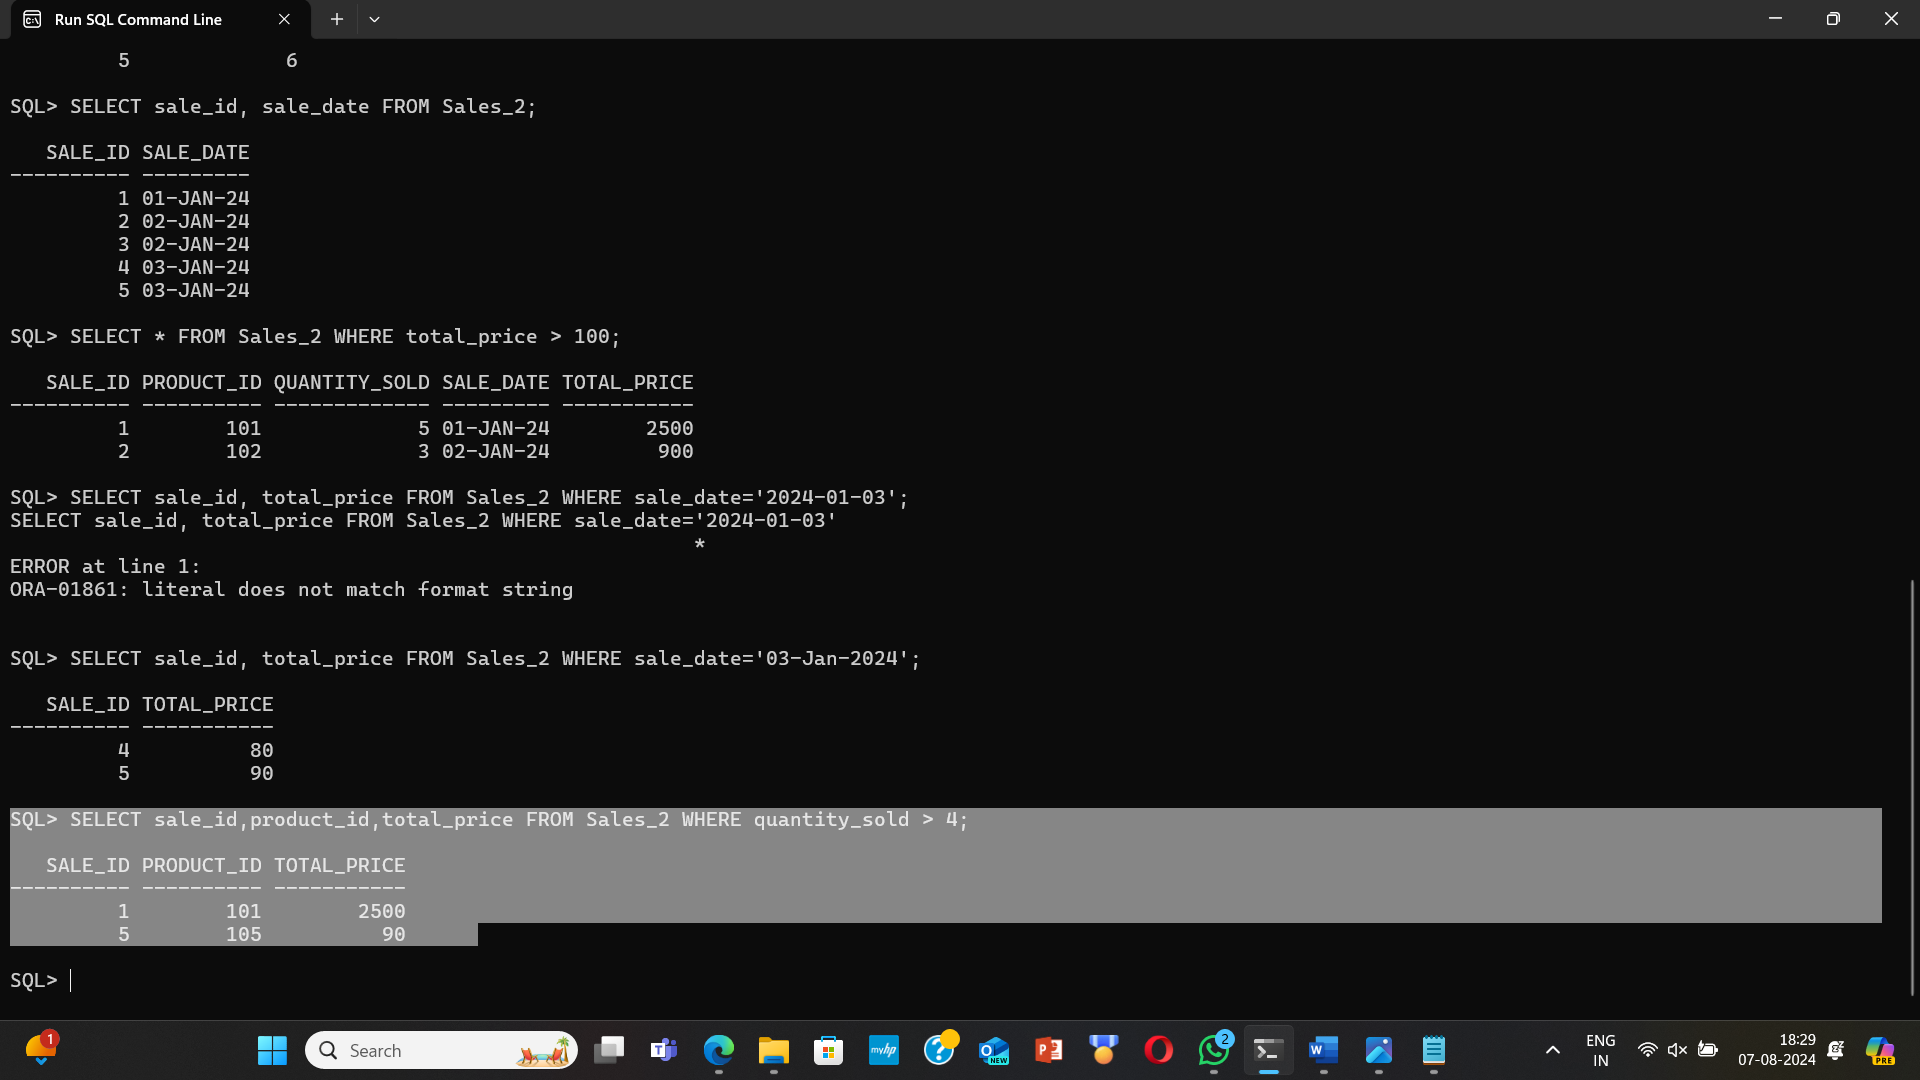 Run SQL Command Line
5             6
SQL> SELECT sale_id, sale_date FROM Sales_2;
   SALE_ID SALE_DATE
---------- ---------
         1 01-JAN-24
         2 02-JAN-24
         3 02-JAN-24
         4 03-JAN-24
         5 03-JAN-24
SQL> SELECT * FROM Sales_2 WHERE total_price > 100;
   SALE_ID PRODUCT_ID QUANTITY_SOLD SALE_DATE TOTAL_PRICE
---------- ---------- ------------- --------- -----------
         1        101             5 01-JAN-24        2500
         2        102             3 02-JAN-24         900
SQL> SELECT sale_id, total_price FROM Sales_2 WHERE sale_date='2024-01-03';
SELECT sale_id, total_price FROM Sales_2 WHERE sale_date='2024-01-03'
                                                         *
ERROR at line 1:
ORA-01861: literal does not match format string
SQL> SELECT sale_id, total_price FROM Sales_2 WHERE sale_date='03-Jan-2024';
   SALE_ID TOTAL_PRICE
---------- -----------
         4          80
         5          90
SQL> SELECT sale_id,product_id,total_price FROM Sales_2 WHERE quantity_sold > 4;
   SALE_ID PRODUCT_ID TOTAL_PRICE
---------- ---------- -----------
         1        101        2500
         5        105          90
SQL>
1
Search
myhp
NEW
2
ENG
IN
18:29
07-08-2024
PRE